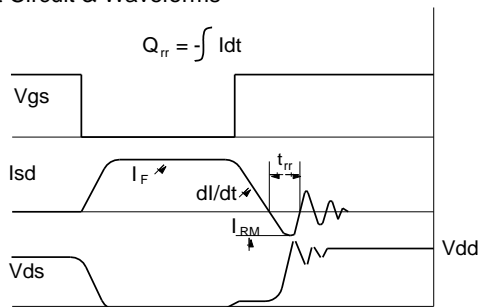 Circuit & Waveforms
Qrr = -∫ Idt
Vgs
Isd
IF
dI/dt
trr
IRM
Vds
Vdd